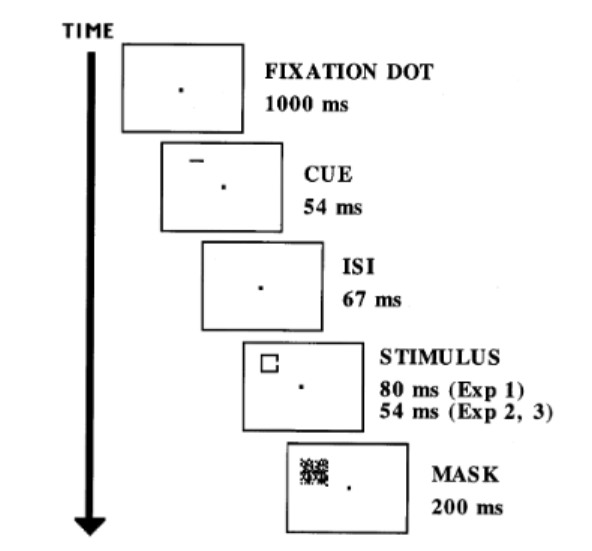 TIME
FIXATION DOT
1000 ms
CUE
54 ms
ISI
67 ms
STIMULUS
80 ms (Exp 1)
54 ms (Exp 2, 3)
MASK
200 ms